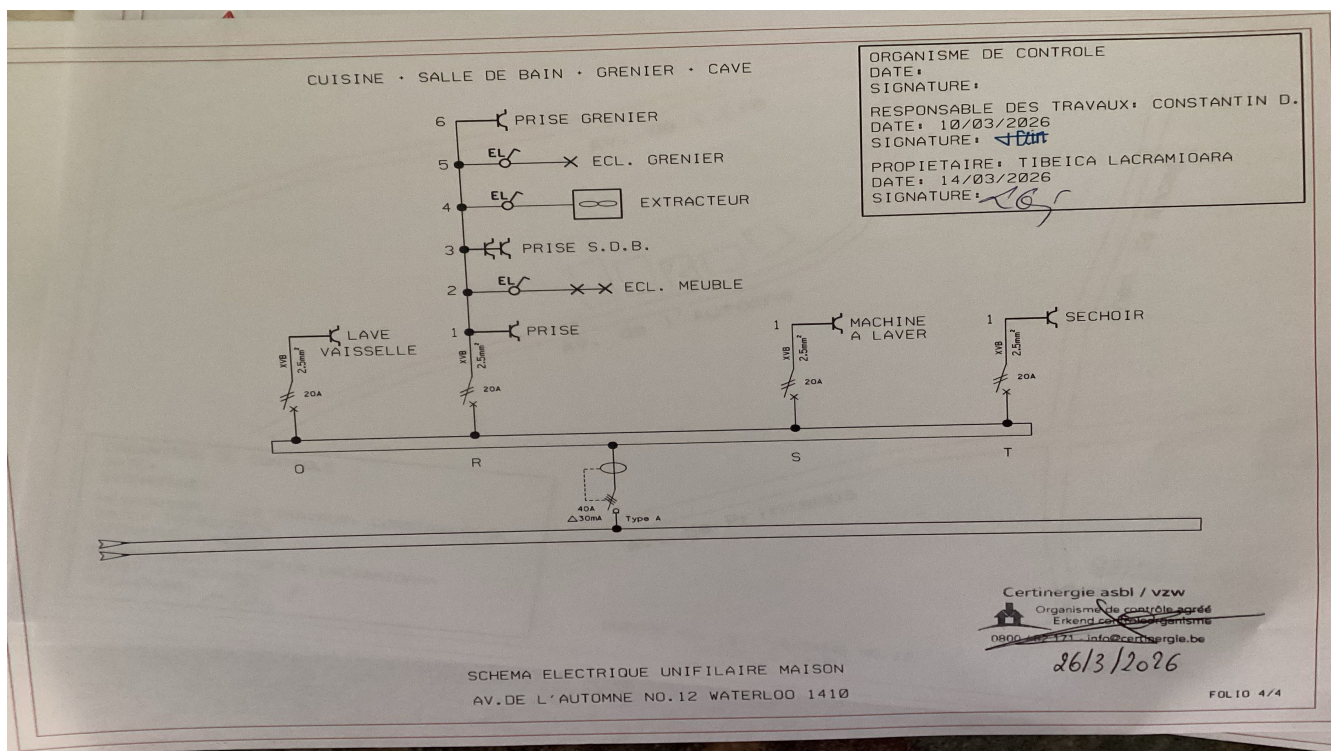 CUISINE · SALLE DE BAIN · GRENIER · CAVE
ORGANISME DE CONTROLE
DATE:
SIGNATURE:
RESPONSABLE DES TRAVAUX: CONSTANTIN D.
DATE: 10/03/2026
SIGNATURE:
PROPIETAIRE: TIBEICA LACRAMIOARA
DATE: 14/03/2026
SIGNATURE:
6 PRISE GRENIER
5 EL ECL. GRENIER
4 EL EXTRACTEUR
3 PRISE S.D.B.
2 EL ECL. MEUBLE
1 PRISE
LAVE
VAISSELLE
1 MACHINE
A LAVER
1 SECHOIR
XVB
2.5mm²
20A
XVB
2.5mm²
20A
XVB
2.5mm²
20A
XVB
2.5mm²
20A
Q
R
S
T
40A
△30mA Type A
Certinergie asbl / vzw
Organisme de contrôle agréé
Erkend controleorganisme
info@certinergie.be
26/3/2026
SCHEMA ELECTRIQUE UNIFILAIRE MAISON
AV.DE L'AUTOMNE NO.12 WATERLOO 1410
FOLIO 4/4